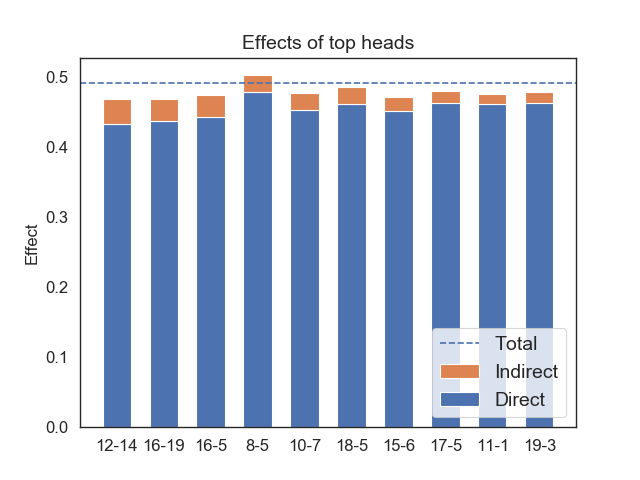 Effects of top heads
Effect
0.5
0.4
0.3
0.2
0.1
0.0
12-14 16-19 16-5 8-5 10-7 18-5 15-6 17-5 11-1 19-3
Total
Indirect
Direct